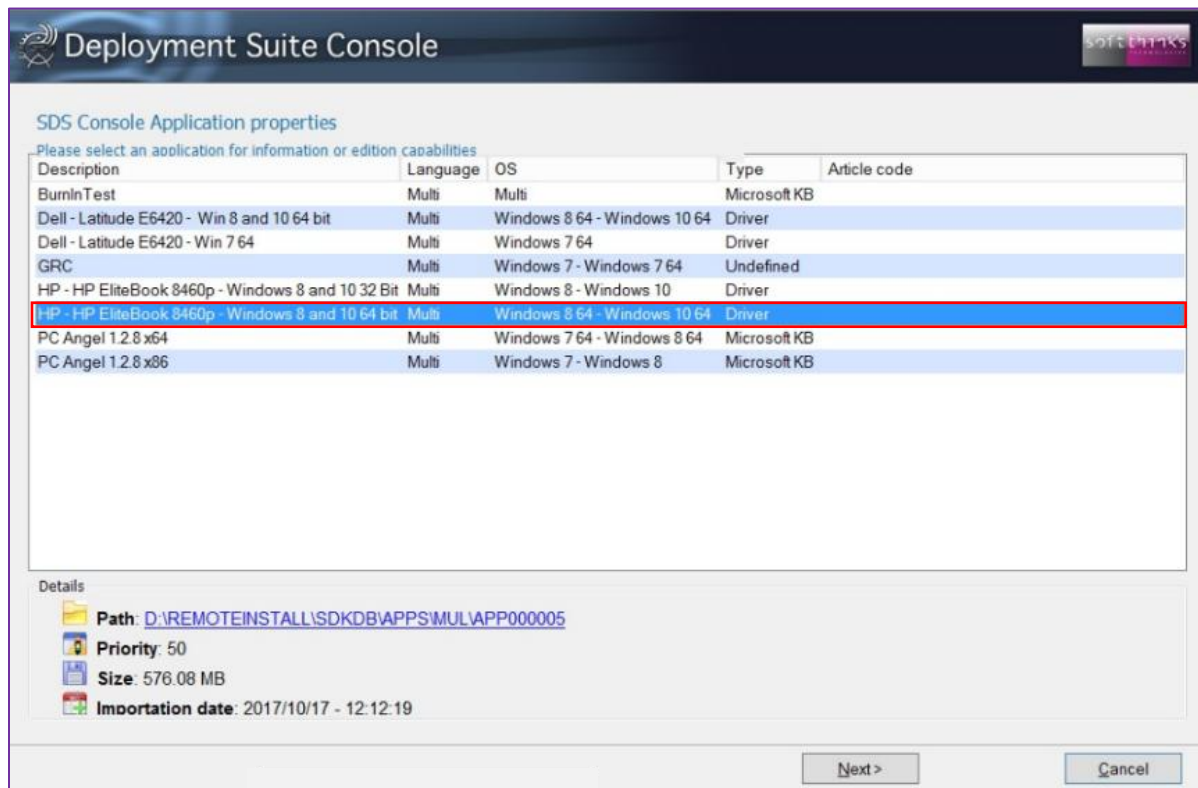 Deployment Suite Console
softthinks
SDS Console Application properties
Please select an application for information or edition capabilities
Description Language OS Type Article code
BurnInTest Multi Multi Microsoft KB
Dell - Latitude E6420 - Win 8 and 10 64 bit Multi Windows 8 64 - Windows 10 64 Driver
Dell - Latitude E6420 - Win 7 64 Multi Windows 7 64 Driver
GRC Multi Windows 7 - Windows 7 64 Undefined
HP - HP EliteBook 8460p - Windows 8 and 10 32 Bit Multi Windows 8 - Windows 10 Driver
HP - HP EliteBook 8460p - Windows 8 and 10 64 bit Multi Windows 8 64 - Windows 10 64 Driver
PC Angel 1.2.8 x64 Multi Windows 7 64 - Windows 8 64 Microsoft KB
PC Angel 1.2.8 x86 Multi Windows 7 - Windows 8 Microsoft KB
Details
Path: D:\REMOTEINSTALL\SDKDB\APPS\MUL\APP000005
Priority: 50
Size: 576.08 MB
Importation date: 2017/10/17 - 12:12:19
Next > Cancel